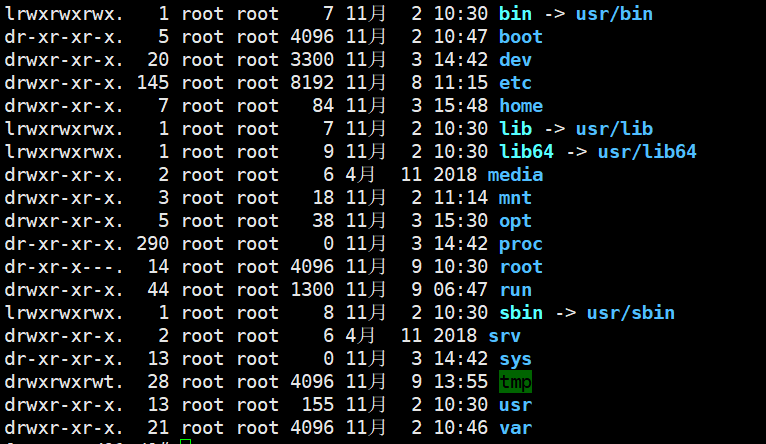 lrwxrwxrwx.   1 root root    7 11月  2 10:30 bin -> usr/bin
dr-xr-xr-x.   5 root root 4096 11月  2 10:47 boot
drwxr-xr-x.  20 root root 3300 11月  3 14:42 dev
drwxr-xr-x. 145 root root 8192 11月  8 11:15 etc
drwxr-xr-x.   7 root root   84 11月  3 15:48 home
lrwxrwxrwx.   1 root root    7 11月  2 10:30 lib -> usr/lib
lrwxrwxrwx.   1 root root    9 11月  2 10:30 lib64 -> usr/lib64
drwxr-xr-x.   2 root root    6 4月  11 2018 media
drwxr-xr-x.   3 root root   18 11月  2 11:14 mnt
drwxr-xr-x.   5 root root   38 11月  3 15:30 opt
dr-xr-xr-x. 290 root root    0 11月  3 14:42 proc
dr-xr-x---.  14 root root 4096 11月  9 10:30 root
drwxr-xr-x.  44 root root 1300 11月  9 06:47 run
lrwxrwxrwx.   1 root root    8 11月  2 10:30 sbin -> usr/sbin
drwxr-xr-x.   2 root root    6 4月  11 2018 srv
dr-xr-xr-x.  13 root root    0 11月  3 14:42 sys
drwxrwxrwt.  28 root root 4096 11月  9 13:55 tmp
drwxr-xr-x.  13 root root  155 11月  2 10:30 usr
drwxr-xr-x.  21 root root 4096 11月  2 10:46 var